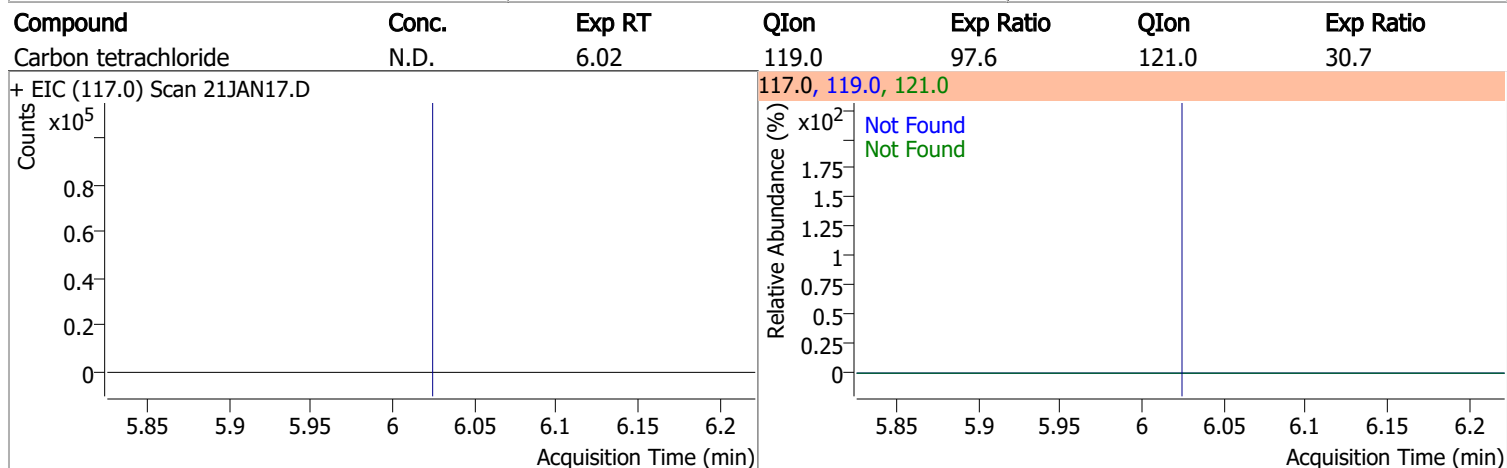 Compound Conc. Exp RT QIon Exp Ratio QIon Exp Ratio
Carbon tetrachloride N.D. 6.02 119.0 97.6 121.0 30.7
+ EIC (117.0) Scan 21JAN17.D
Counts
x10⁵
0.8
0.6
0.4
0.2
0
5.85 5.9 5.95 6 6.05 6.1 6.15 6.2
Acquisition Time (min)
117.0, 119.0, 121.0
Relative Abundance (%)
x10²
Not Found
Not Found
1.75
1.5
1.25
1
0.75
0.5
0.25
0
5.85 5.9 5.95 6 6.05 6.1 6.15 6.2
Acquisition Time (min)